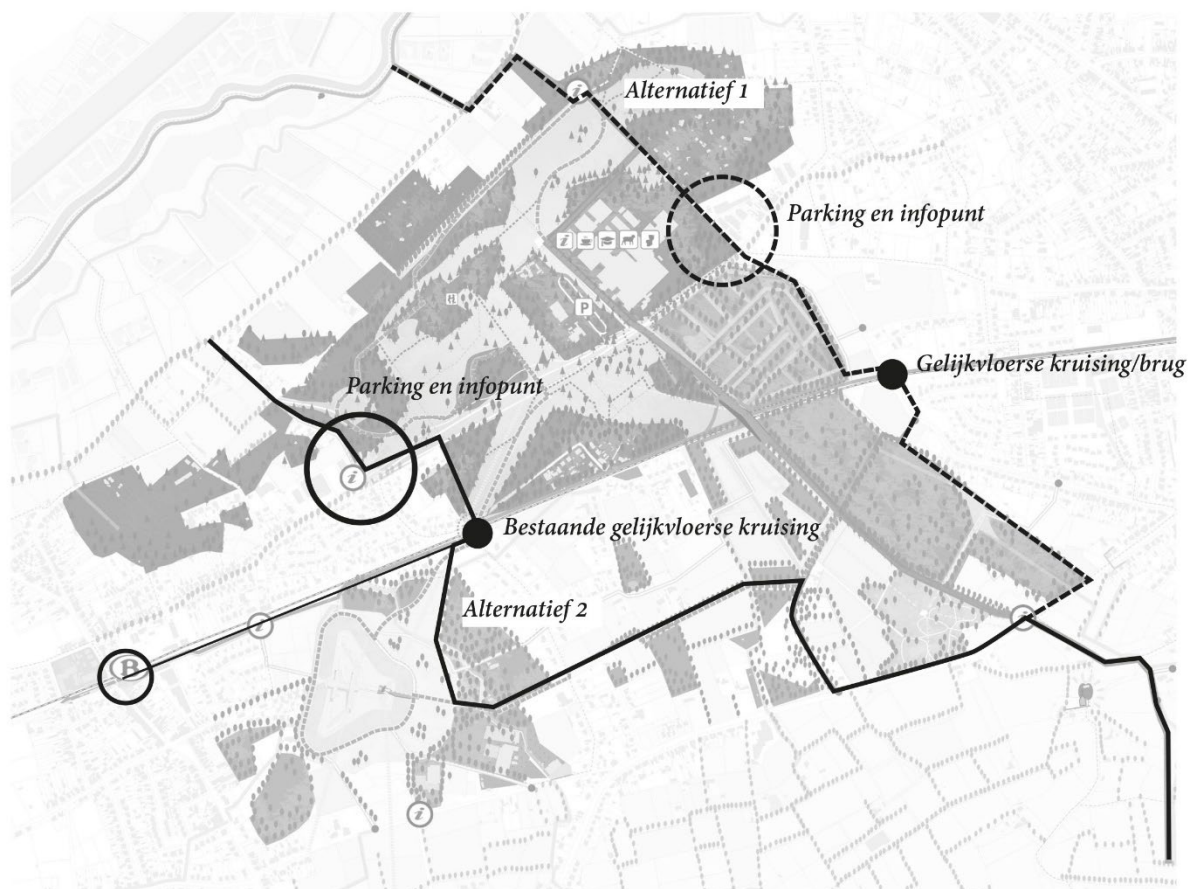 Alternatief 1
Parking en infopunt
Gelijkvloerse kruising/brug
Parking en infopunt
Bestaande gelijkvloerse kruising
Alternatief 2
P
B